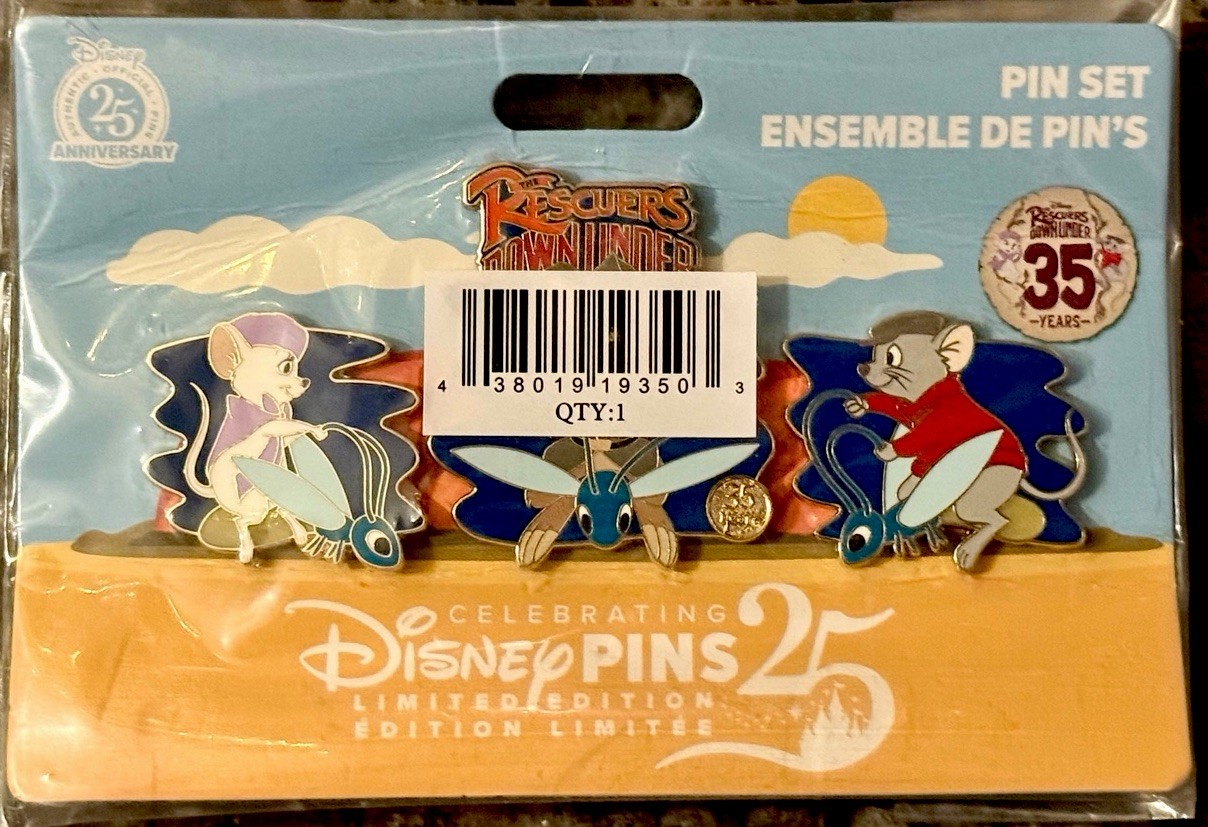 Disney
AUTHENTIC • OFFICIAL • PINS
25
ANNIVERSARY
PIN SET
ENSEMBLE DE PIN'S
THE
RESCUERS
DOWN UNDER
Disney
THE RESCUERS
DOWN UNDER
35
-YEARS-
4 38019 19350 3
QTY:1
35
Years
CELEBRATING
Disney PINS 25
LIMITED EDITION
ÉDITION LIMITÉE